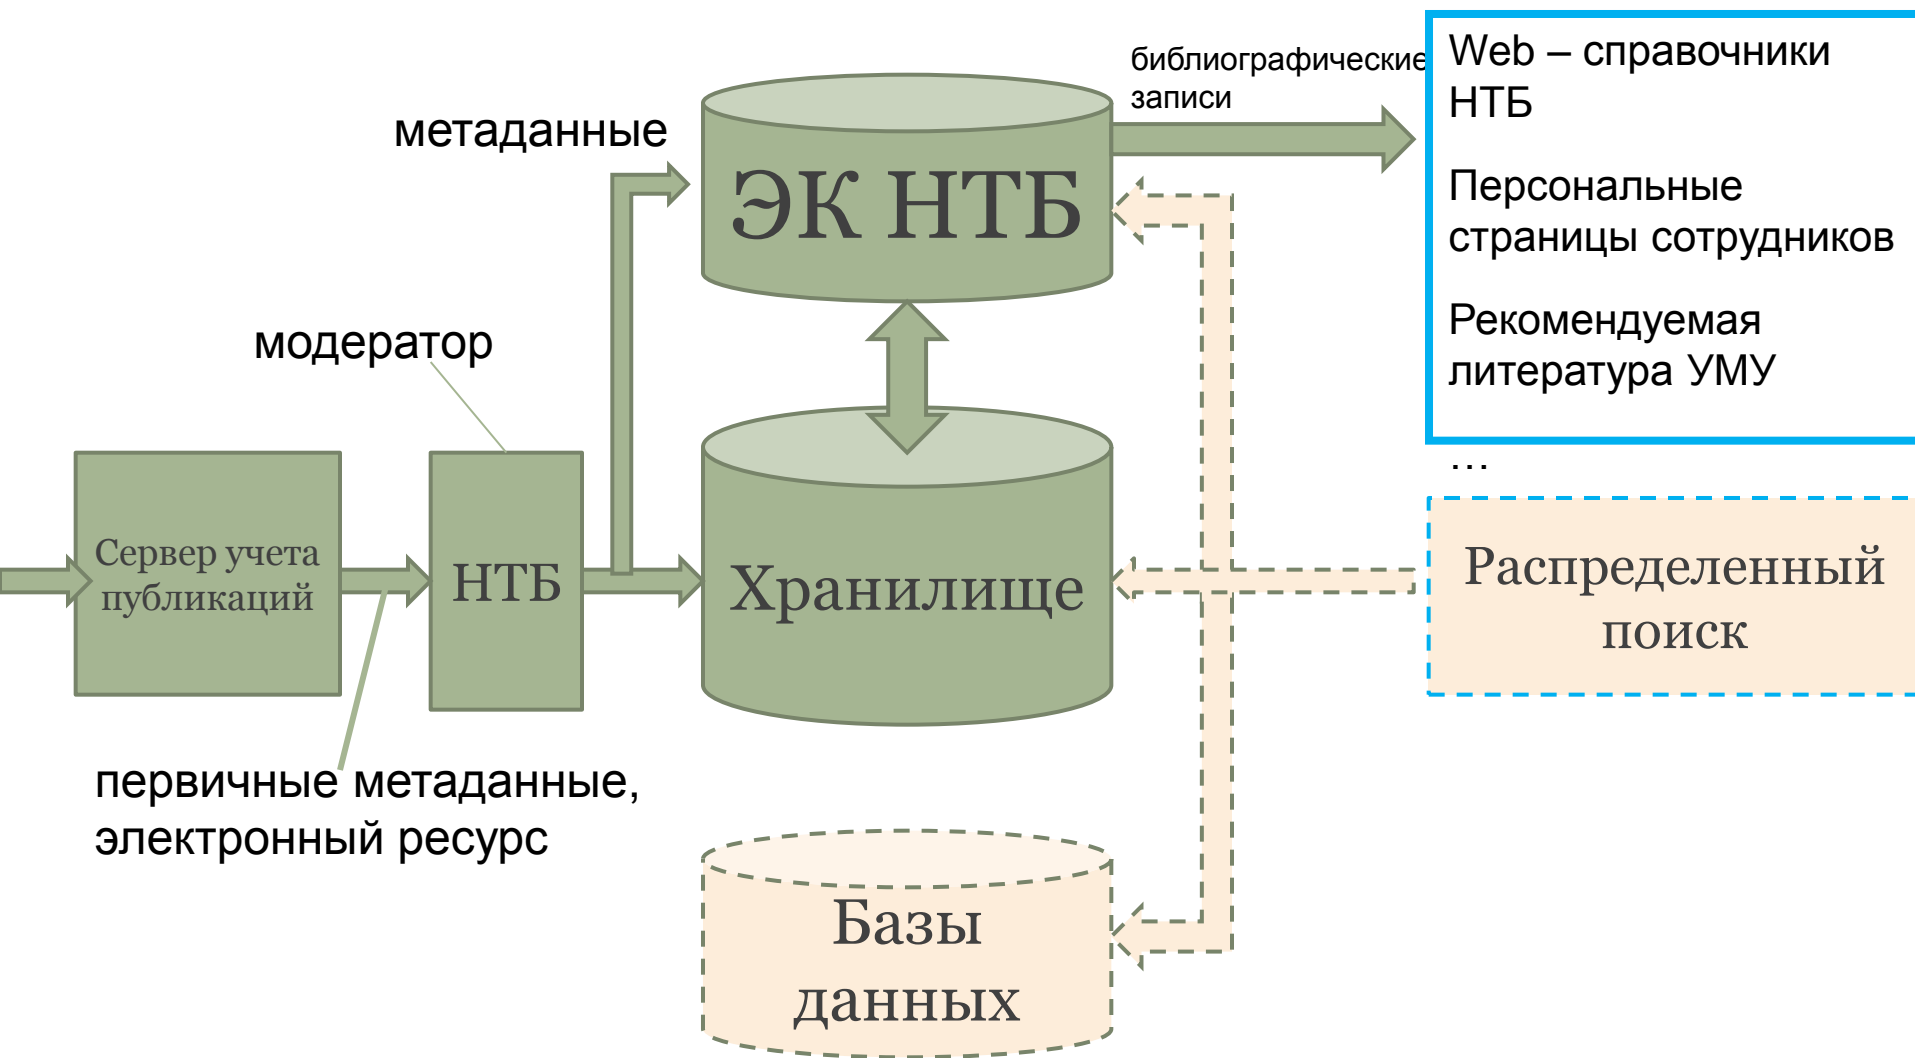 библиографические
записи
Web – справочники
НТБ
Персональные
страницы сотрудников
Рекомендуемая
литература УМУ
…
метаданные
ЭК НТБ
модератор
Сервер учета
публикаций
НТБ
Хранилище
Распределенный
поиск
первичные метаданные,
электронный ресурс
Базы
данных